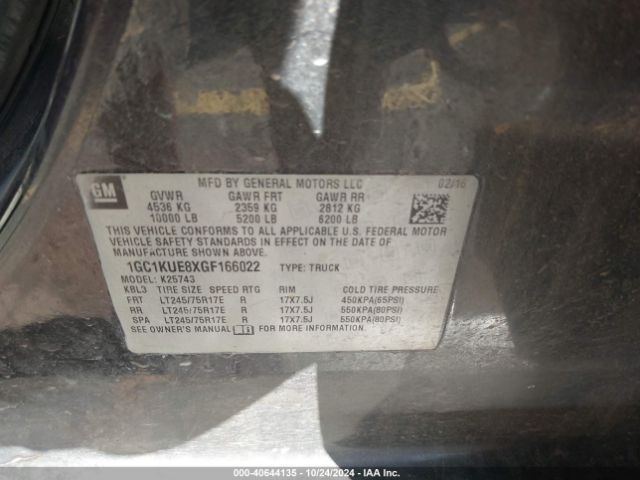 GM
MFD BY GENERAL MOTORS LLC 02/16
GVWR GAWR FRT GAWR RR
4536 KG 2359 KG 2812 KG
10000 LB 5200 LB 6200 LB
THIS VEHICLE CONFORMS TO ALL APPLICABLE U.S. FEDERAL MOTOR
VEHICLE SAFETY STANDARDS IN EFFECT ON THE DATE OF
MANUFACTURE SHOWN ABOVE.
1GC1KUE8XGF166022 TYPE: TRUCK
MODEL: K25743
KBL3 TIRE SIZE SPEED RTG RIM COLD TIRE PRESSURE
FRT LT245/75R17E R 17X7.5J 450KPA(65PSI)
RR LT245/75R17E R 17X7.5J 550KPA(80PSI)
SPA LT245/75R17E R 17X7.5J 550KPA(80PSI)
SEE OWNER'S MANUAL FOR MORE INFORMATION.
000-40644135 - 10/24/2024 - IAA Inc.